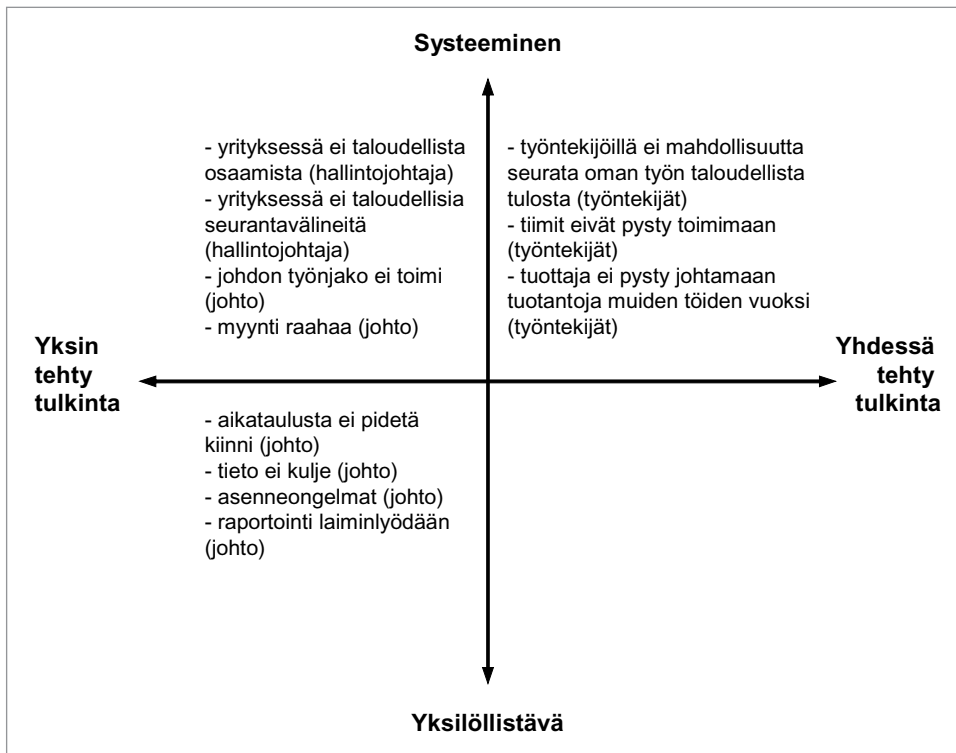 Systeeminen
- yrityksessä ei taloudellista
osaamista (hallintojohtaja)
- yrityksessä ei taloudellisia
seurantavälineitä
(hallintojohtaja)
- johdon työnjako ei toimi
(johto)
- myynti raahaa (johto)
- työntekijöillä ei mahdollisuutta
seurata oman työn taloudellista
tulosta (työntekijät)
- tiimit eivät pysty toimimaan
(työntekijät)
- tuottaja ei pysty johtamaan
tuotantoja muiden töiden vuoksi
(työntekijät)
Yksin
tehty
tulkinta
Yhdessä
tehty
tulkinta
- aikataulusta ei pidetä
kiinni (johto)
- tieto ei kulje (johto)
- asenneongelmat (johto)
- raportointi laiminlyödään
(johto)
Yksilöllistävä